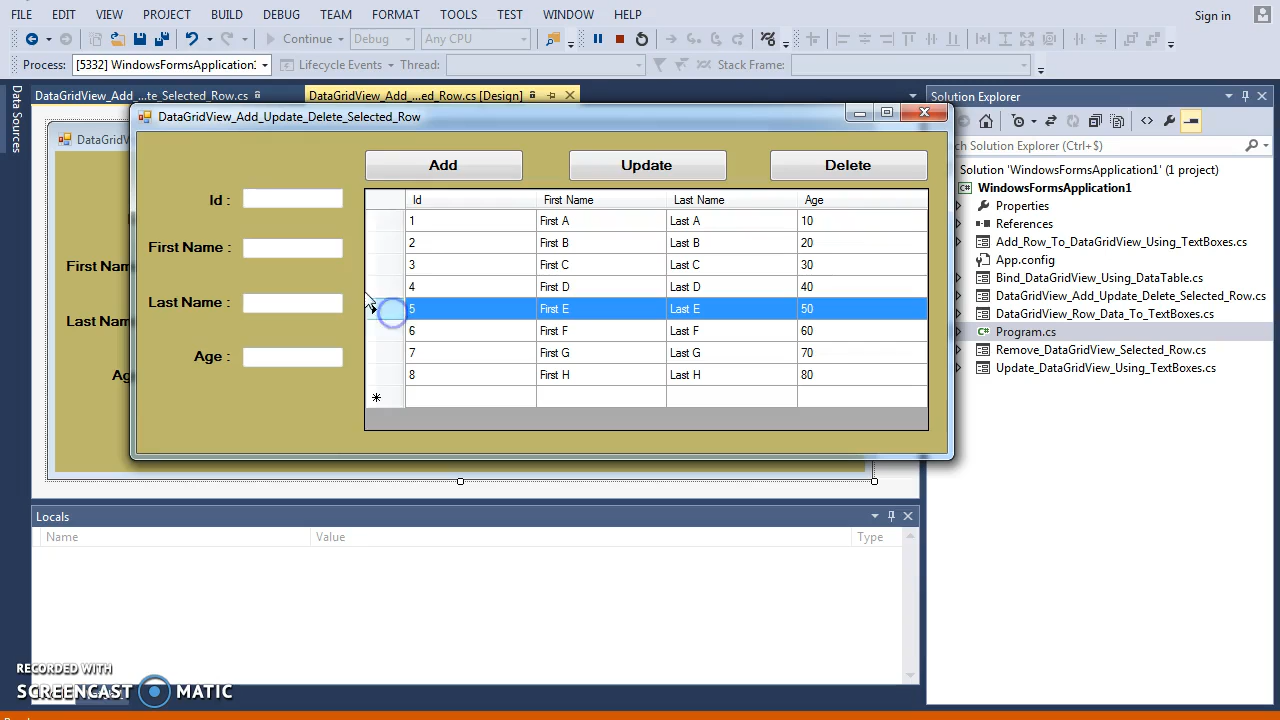 FILE EDIT VIEW PROJECT BUILD DEBUG TEAM FORMAT TOOLS TEST WINDOW HELP Sign in
Continue Debug Any CPU
Process: [5332] WindowsFormsApplication: Lifecycle Events Thread: Stack Frame:
Data Sources
DataGridView_Add ...te_Selected_Row.cs
DataGridView_Add ...ed_Row.cs [Design]
DataGridV
First Nam
Last Nam
Ag
DataGridView_Add_Update_Delete_Selected_Row
Add Update Delete
Id :
First Name :
Last Name :
Age :
Id First Name Last Name Age
1 First A Last A 10
2 First B Last B 20
3 First C Last C 30
4 First D Last D 40
5 First E Last E 50
6 First F Last F 60
7 First G Last G 70
8 First H Last H 80
Solution Explorer
ch Solution Explorer (Ctrl+$)
Solution 'WindowsFormsApplication1' (1 project)
WindowsFormsApplication1
Properties
References
Add_Row_To_DataGridView_Using_TextBoxes.cs
App.config
Bind_DataGridView_Using_DataTable.cs
DataGridView_Add_Update_Delete_Selected_Row.cs
DataGridView_Row_Data_To_TextBoxes.cs
Program.cs
Remove_DataGridView_Selected_Row.cs
Update_DataGridView_Using_TextBoxes.cs
Locals
Name Value Type
RECORDED WITH
SCREENCAST MATIC